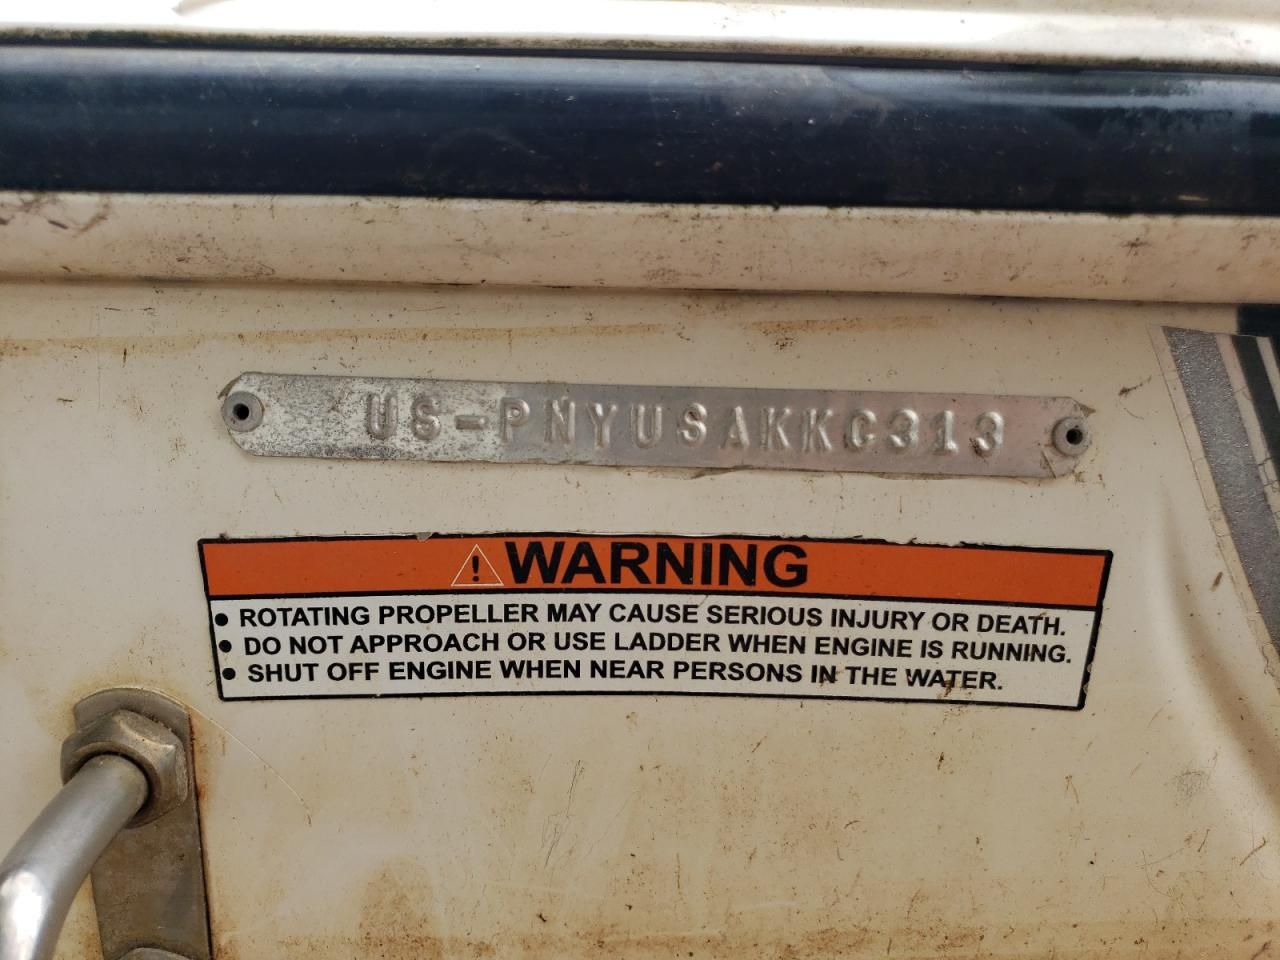 US-PNYUSAKKC313
⚠ WARNING
• ROTATING PROPELLER MAY CAUSE SERIOUS INJURY OR DEATH.
• DO NOT APPROACH OR USE LADDER WHEN ENGINE IS RUNNING.
• SHUT OFF ENGINE WHEN NEAR PERSONS IN THE WATER.